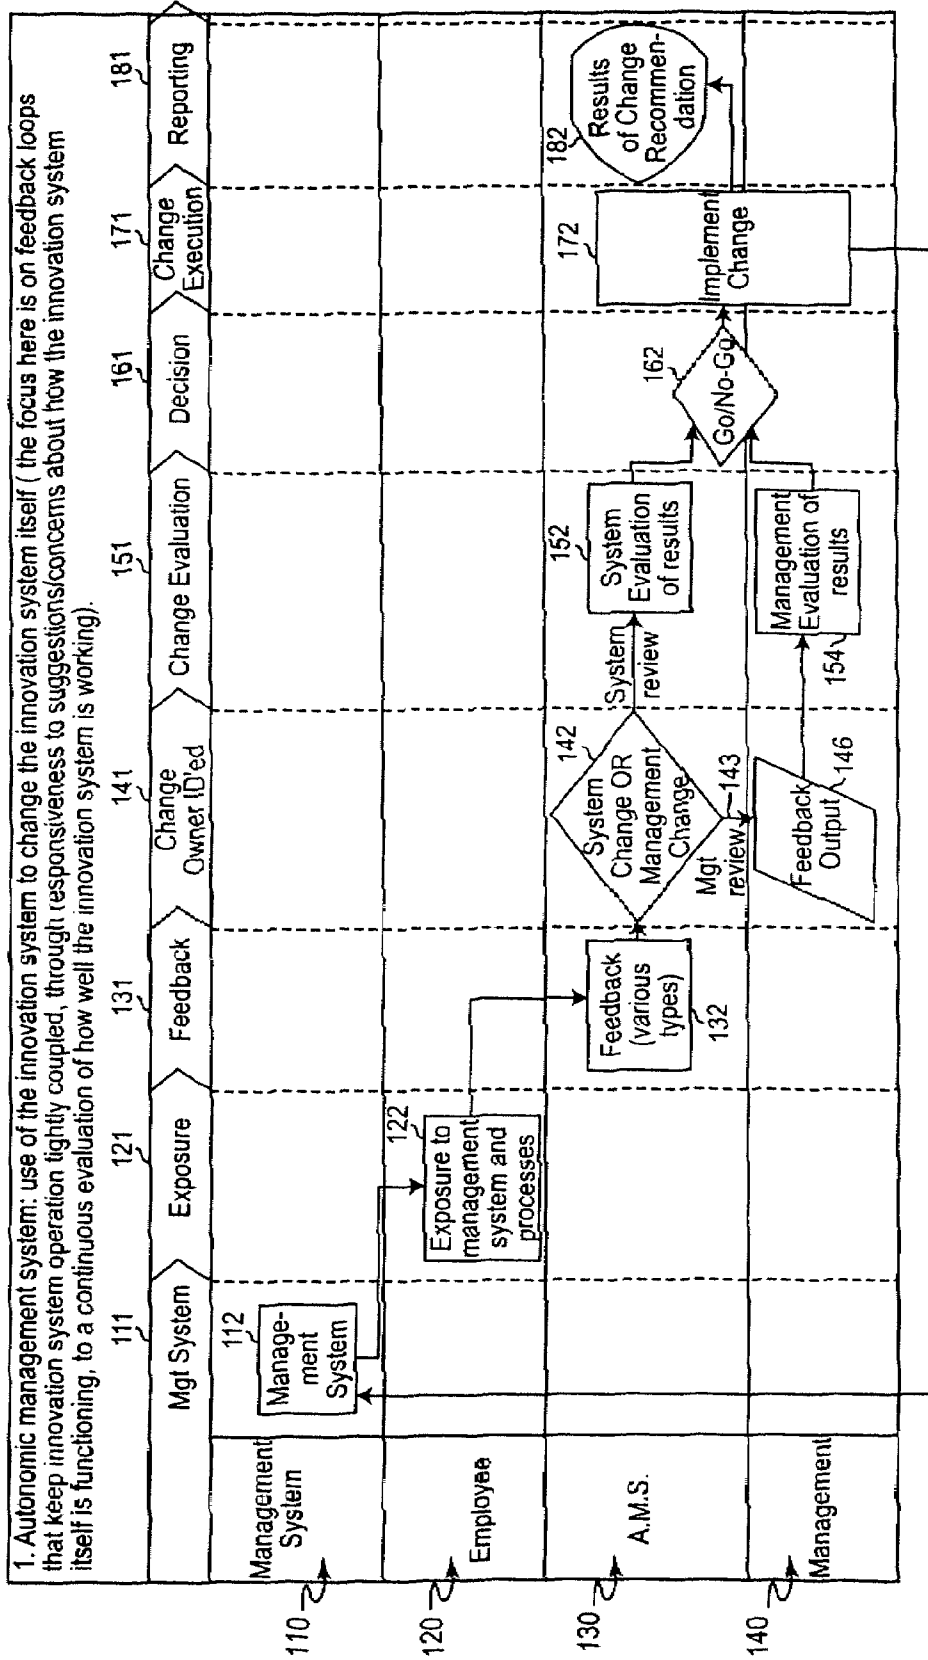 1. Autonomic management system: use of the innovation system to change the innovation system itself ( the focus here is on feedback loops
that keep innovation system operation tightly coupled, through responsiveness to suggestions/concerns about how the innovation system
itself is functioning, to a continuous evaluation of how well the innovation system is working).
111
121
131
141
151
161
171
181
Mgt System
Exposure
Feedback
Change
Owner ID'ed
Change Evaluation
Decision
Change
Execution
Reporting
110
Management
System
112
Manage-
ment
System
120
Employee
122
Exposure to
management
system and
processes
130
A.M.S.
Feedback
(various
types)
132
142
System
Change OR
Management
Change
System
review
Mgt
review
143
152
System
Evaluation
of results
162
Go/No-Go
172
Implement
Change
182
Results
of Change
Recommen-
dation
140
Management
Feedback
Output
146
Management
Evaluation of
results
154